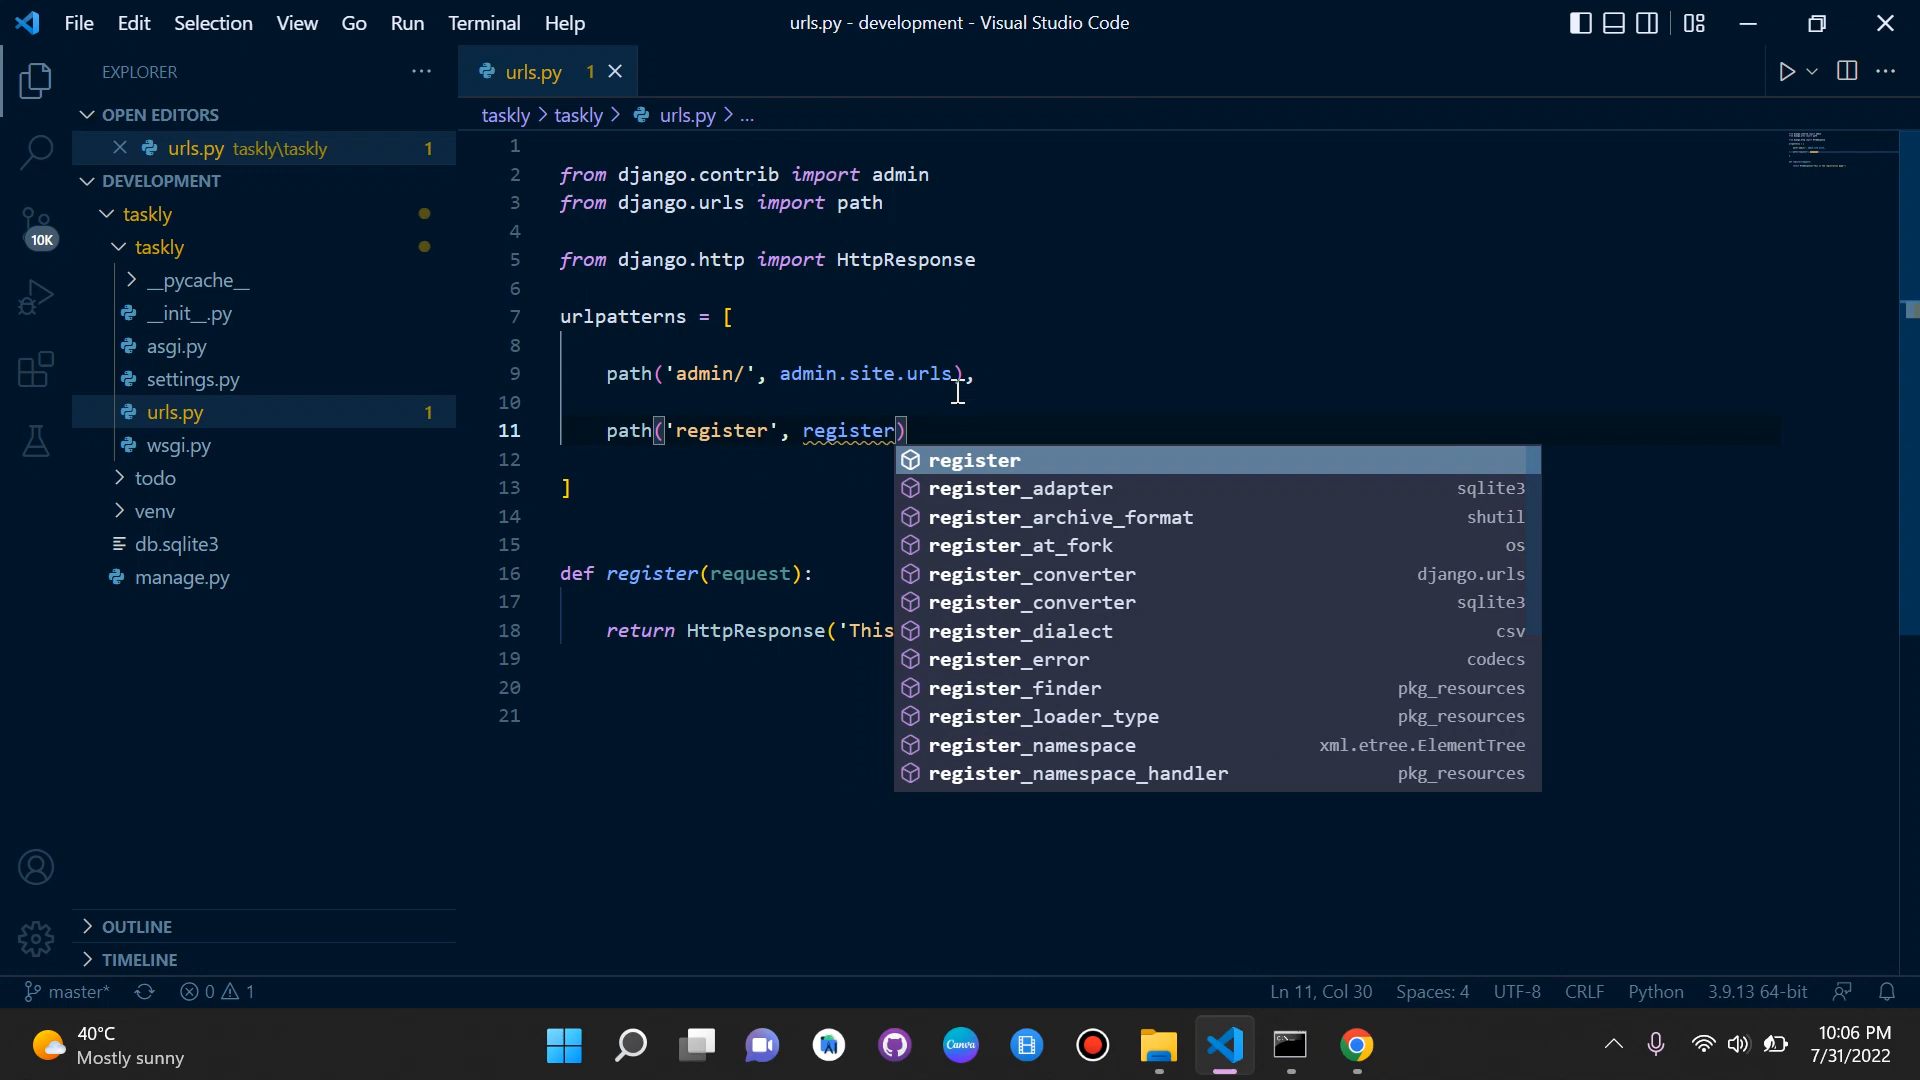 File Edit Selection View Go Run Terminal Help
urls.py - development - Visual Studio Code
EXPLORER
OPEN EDITORS
urls.py taskly\taskly 1
DEVELOPMENT
taskly
taskly
__pycache__
__init__.py
asgi.py
settings.py
urls.py 1
wsgi.py
todo
venv
db.sqlite3
manage.py
OUTLINE
TIMELINE
10K
urls.py 1
taskly > taskly > urls.py > ...
1
2 from django.contrib import admin
3 from django.urls import path
4
5 from django.http import HttpResponse
6
7 urlpatterns = [
8
9 path('admin/', admin.site.urls),
10
11 path('register', register)
12
13 ]
14
15
16 def register(request):
17
18 return HttpResponse('This
19
20
21
register
register_adapter sqlite3
register_archive_format shutil
register_at_fork os
register_converter django.urls
register_converter sqlite3
register_dialect csv
register_error codecs
register_finder pkg_resources
register_loader_type pkg_resources
register_namespace xml.etree.ElementTree
register_namespace_handler pkg_resources
master* 0 1
Ln 11, Col 30 Spaces: 4 UTF-8 CRLF Python 3.9.13 64-bit
40°C
Mostly sunny
Canva
10:06 PM
7/31/2022